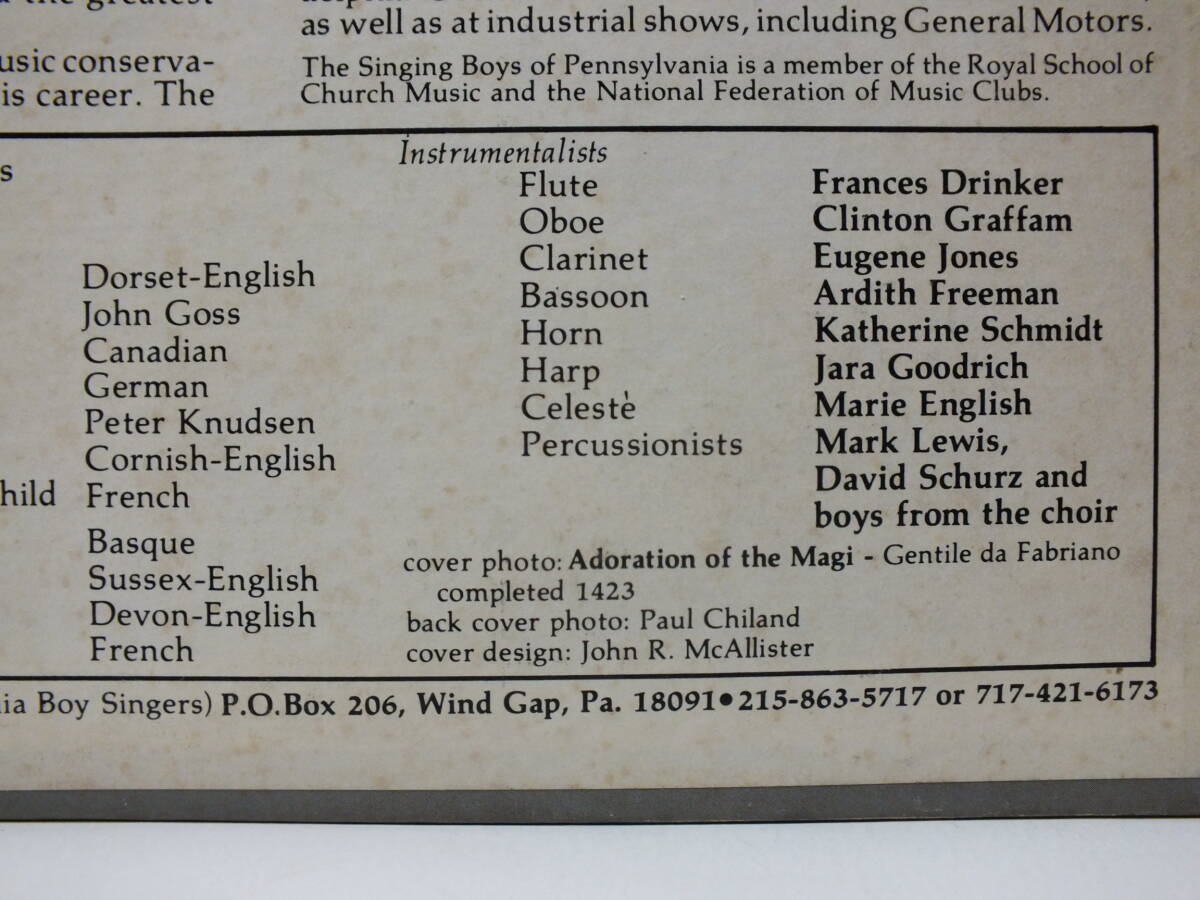 as well as at industrial shows, including General Motors.
The Singing Boys of Pennsylvania is a member of the Royal School of
Church Music and the National Federation of Music Clubs.
is career. The
Dorset-English
John Goss
Canadian
German
Peter Knudsen
Cornish-English
French
Basque
Sussex-English
Devon-English
French
Instrumentalists
Flute Frances Drinker
Oboe Clinton Graffam
Clarinet Eugene Jones
Bassoon Ardith Freeman
Horn Katherine Schmidt
Harp Jara Goodrich
Celestè Marie English
Percussionists Mark Lewis,
David Schurz and
boys from the choir
cover photo: Adoration of the Magi - Gentile da Fabriano
completed 1423
back cover photo: Paul Chiland
cover design: John R. McAllister
Boy Singers) P.O.Box 206, Wind Gap, Pa. 18091•215-863-5717 or 717-421-6173